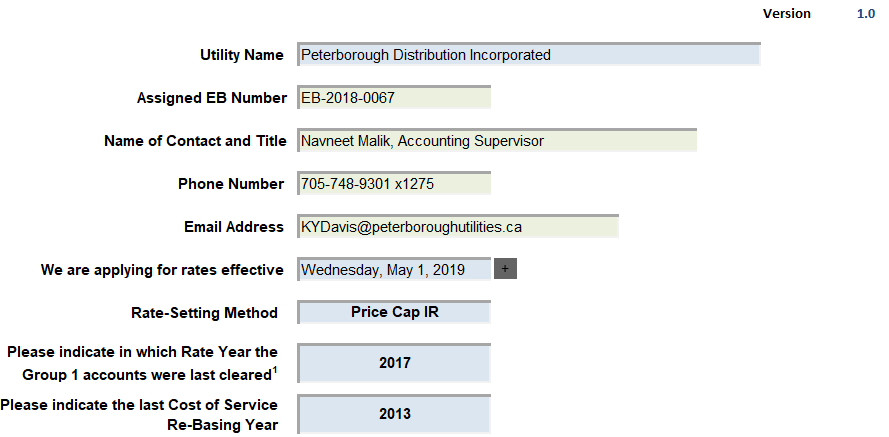 Version 1.0
Utility Name Peterborough Distribution Incorporated
Assigned EB Number EB-2018-0067
Name of Contact and Title Navneet Malik, Accounting Supervisor
Phone Number 705-748-9301 x1275
Email Address KYDavis@peterboroughutilities.ca
We are applying for rates effective Wednesday, May 1, 2019 +
Rate-Setting Method Price Cap IR
Please indicate in which Rate Year the
Group 1 accounts were last cleared¹ 2017
Please indicate the last Cost of Service
Re-Basing Year 2013